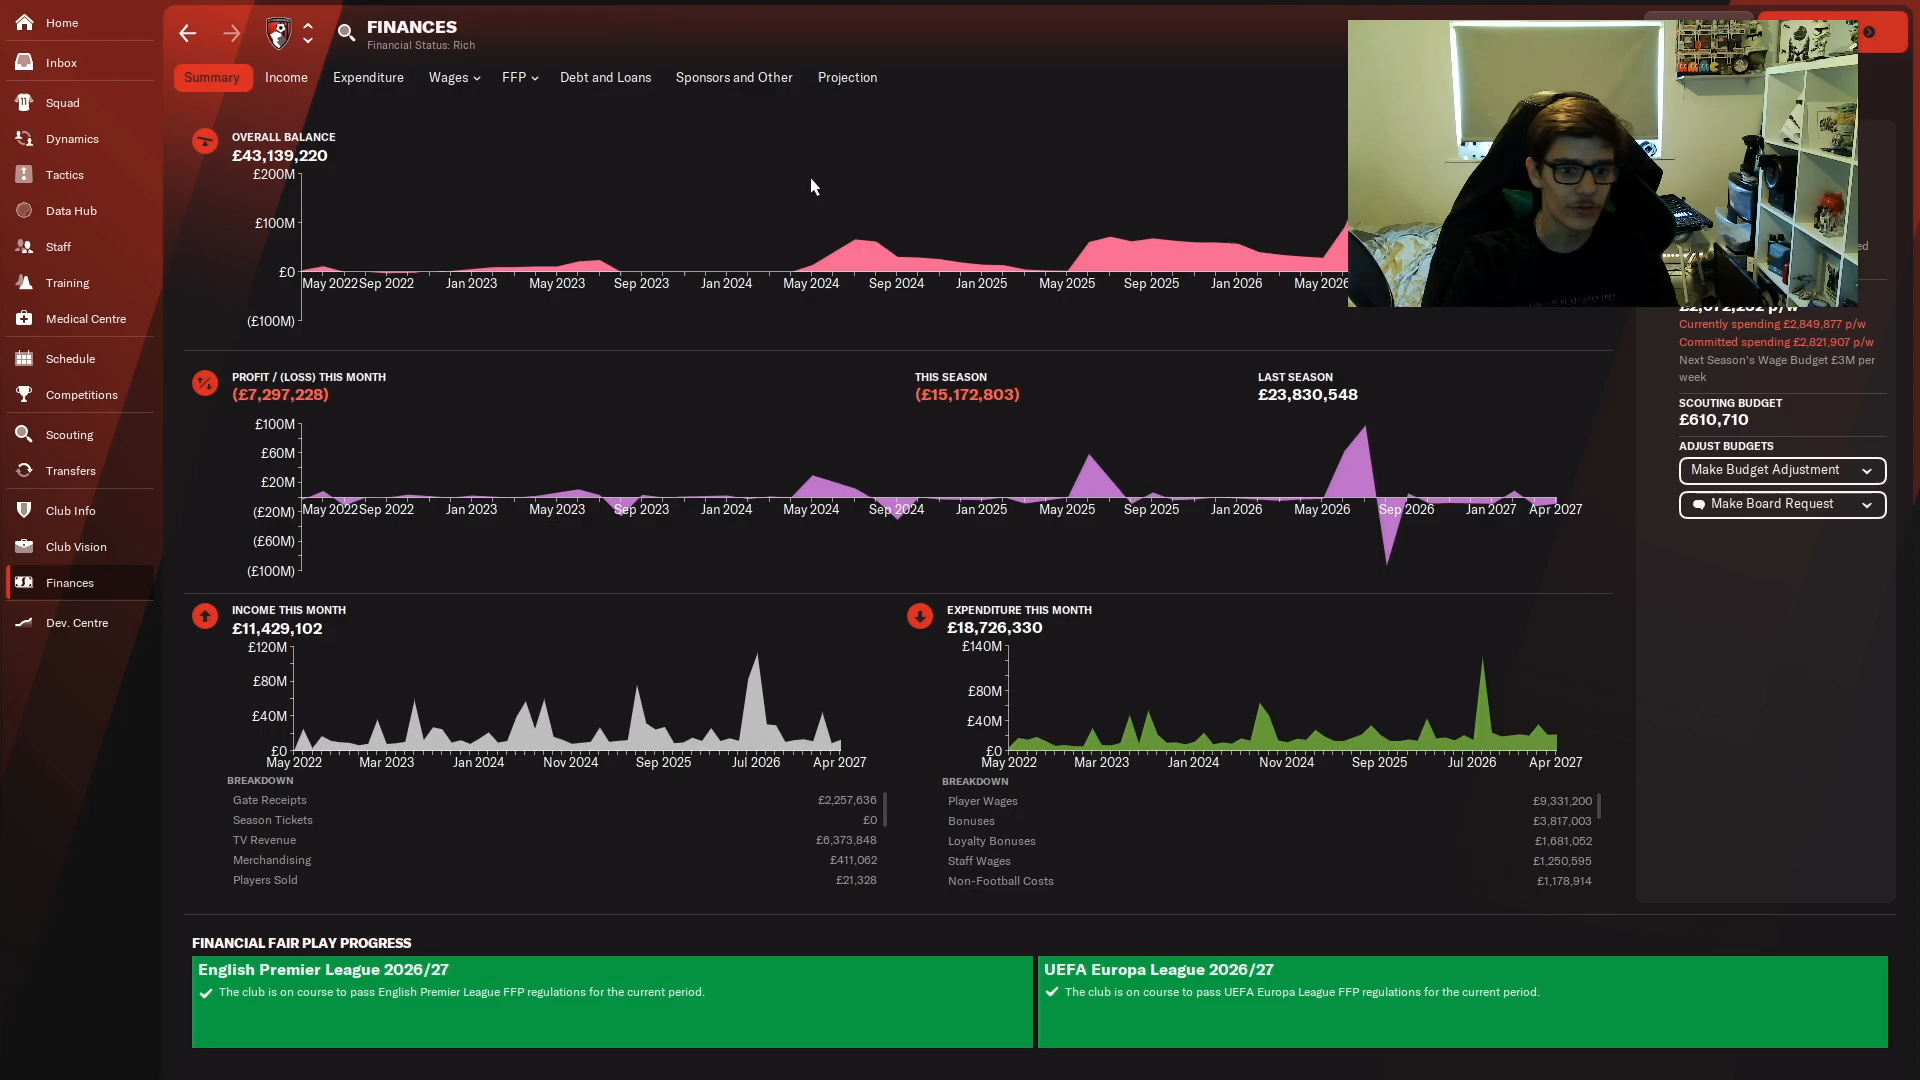 Home
Inbox
Squad
Dynamics
Tactics
Data Hub
Staff
Training
Medical Centre
Schedule
Competitions
Scouting
Transfers
Club Info
Club Vision
Finances
Dev. Centre
FINANCES
Financial Status: Rich
Summary Income Expenditure Wages FFP Debt and Loans Sponsors and Other Projection
OVERALL BALANCE
£43,139,220
£200M
£100M
£0
(£100M)
May 2022 Sep 2022 Jan 2023 May 2023 Sep 2023 Jan 2024 May 2024 Sep 2024 Jan 2025 May 2025 Sep 2025 Jan 2026 May 2026
PROFIT / (LOSS) THIS MONTH
(£7,297,228)
THIS SEASON
(£15,172,803)
LAST SEASON
£23,830,548
£100M
£60M
£20M
(£20M)
(£60M)
(£100M)
May 2022 Sep 2022 Jan 2023 May 2023 Sep 2023 Jan 2024 May 2024 Sep 2024 Jan 2025 May 2025 Sep 2025 Jan 2026 May 2026 Sep 2026 Jan 2027 Apr 2027
INCOME THIS MONTH
£11,429,102
£120M
£80M
£40M
£0
May 2022 Mar 2023 Jan 2024 Nov 2024 Sep 2025 Jul 2026 Apr 2027
BREAKDOWN
Gate Receipts £2,257,636
Season Tickets £0
TV Revenue £6,373,848
Merchandising £411,062
Players Sold £21,328
EXPENDITURE THIS MONTH
£18,726,330
£140M
£80M
£40M
£0
May 2022 Mar 2023 Jan 2024 Nov 2024 Sep 2025 Jul 2026 Apr 2027
BREAKDOWN
Player Wages £9,331,200
Bonuses £3,817,003
Loyalty Bonuses £1,681,052
Staff Wages £1,250,595
Non-Football Costs £1,178,914
Currently spending £2,849,877 p/w
Committed spending £2,821,907 p/w
Next Season's Wage Budget £3M per
week
SCOUTING BUDGET
£610,710
ADJUST BUDGETS
Make Budget Adjustment
Make Board Request
FINANCIAL FAIR PLAY PROGRESS
English Premier League 2026/27
The club is on course to pass English Premier League FFP regulations for the current period.
UEFA Europa League 2026/27
The club is on course to pass UEFA Europa League FFP regulations for the current period.